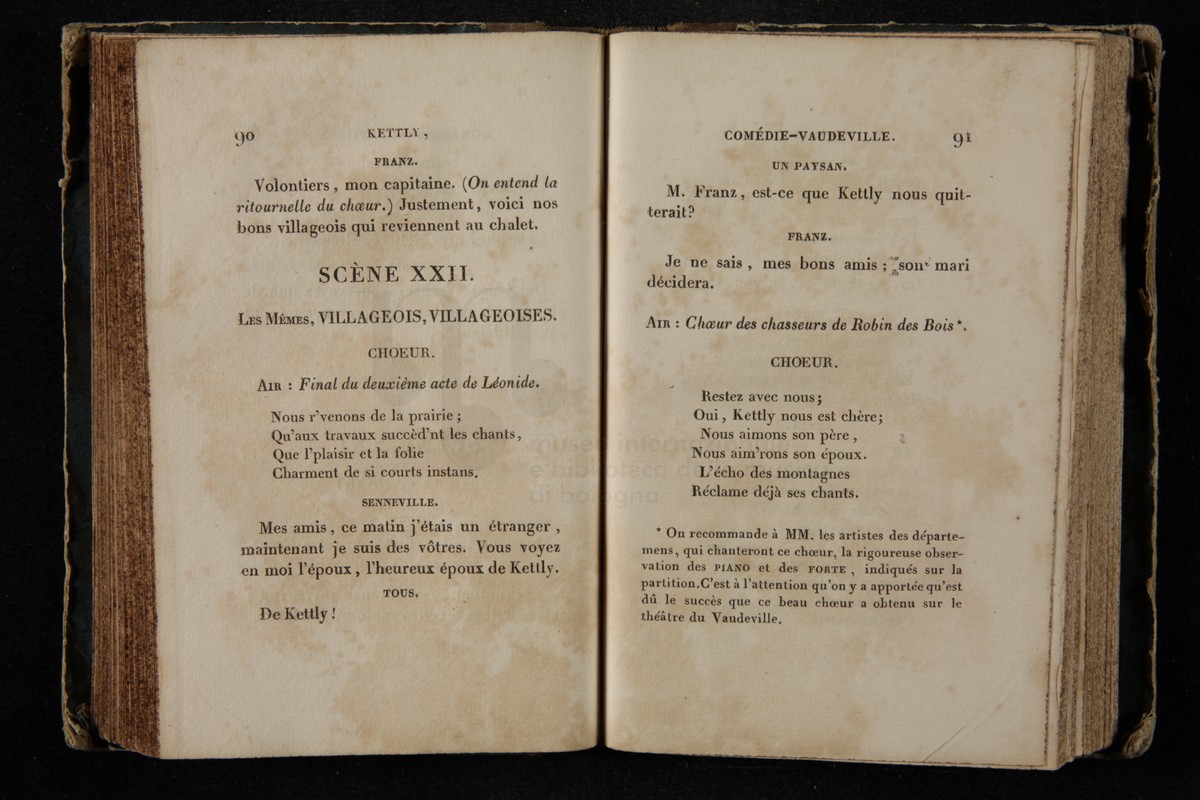 90
KETTLY,
FRANZ.
Volontiers, mon capitaine. (On entend la
ritournelle du chœur.) Justement, voici nos
bons villageois qui reviennent au chalet.
SCÈNE XXII.
LES MÊMES, VILLAGEOIS, VILLAGEOISES.
CHOEUR.
AIR : Final du deuxième acte de Léonide.
Nous r'venons de la prairie ;
Qu'aux travaux succèd'nt les chants,
Que l'plaisir et la folie
Charment de si courts instans.
SENNEVILLE.
Mes amis, ce matin j'étais un étranger,
maintenant je suis des vôtres. Vous voyez
en moi l'époux, l'heureux époux de Kettly.
TOUS.
De Kettly !
COMÉDIE-VAUDEVILLE.
91
UN PAYSAN.
M. Franz, est-ce que Kettly nous quit-
terait?
FRANZ.
Je ne sais, mes bons amis ; son mari
décidera.
AIR : Chœur des chasseurs de Robin des Bois *.
CHOEUR.
Restez avec nous ;
Oui, Kettly nous est chère ;
Nous aimons son père,
Nous aim'rons son époux.
L'écho des montagnes
Réclame déjà ses chants.
* On recommande à MM. les artistes des départe-
mens, qui chanteront ce chœur, la rigoureuse obser-
vation des PIANO et des FORTE, indiqués sur la
partition. C'est à l'attention qu'on y a apportée qu'est
dû le succès que ce beau chœur a obtenu sur le
théâtre du Vaudeville.
museo internazionale
e biblioteca della
di bologna